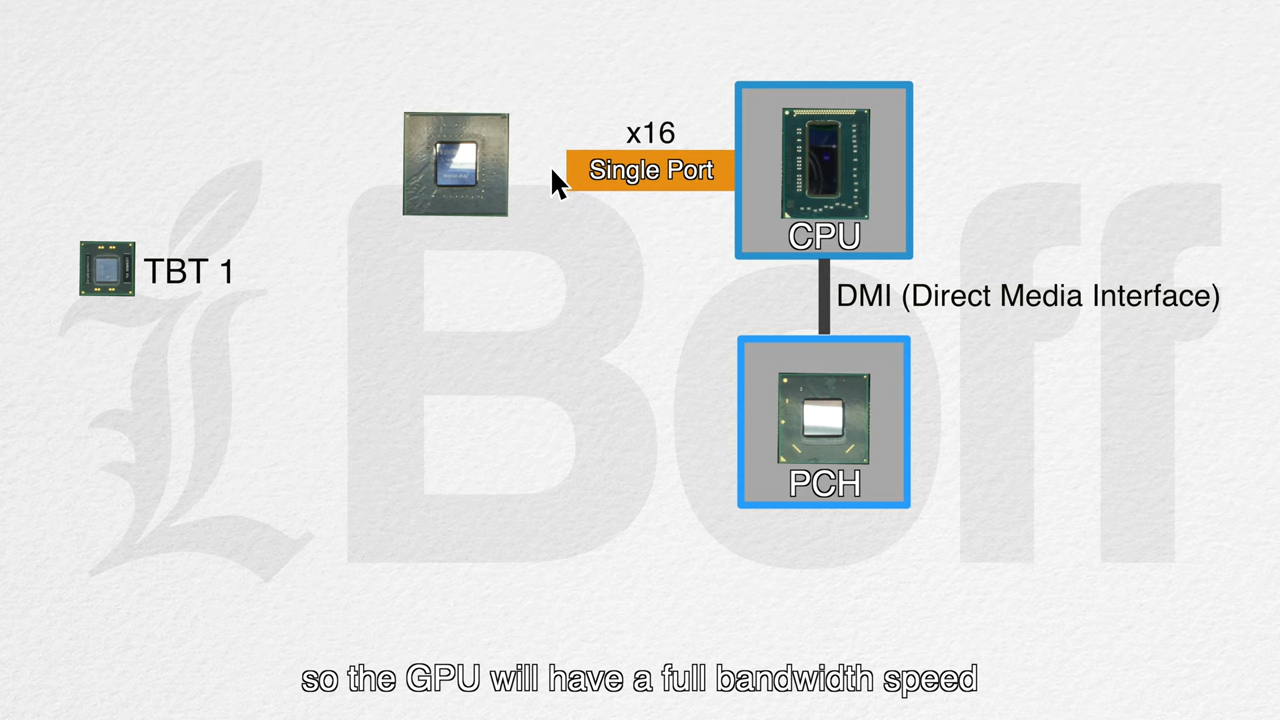 x16
Single Port
CPU
TBT 1
DMI (Direct Media Interface)
PCH
Boff
so the GPU will have a full bandwidth speed